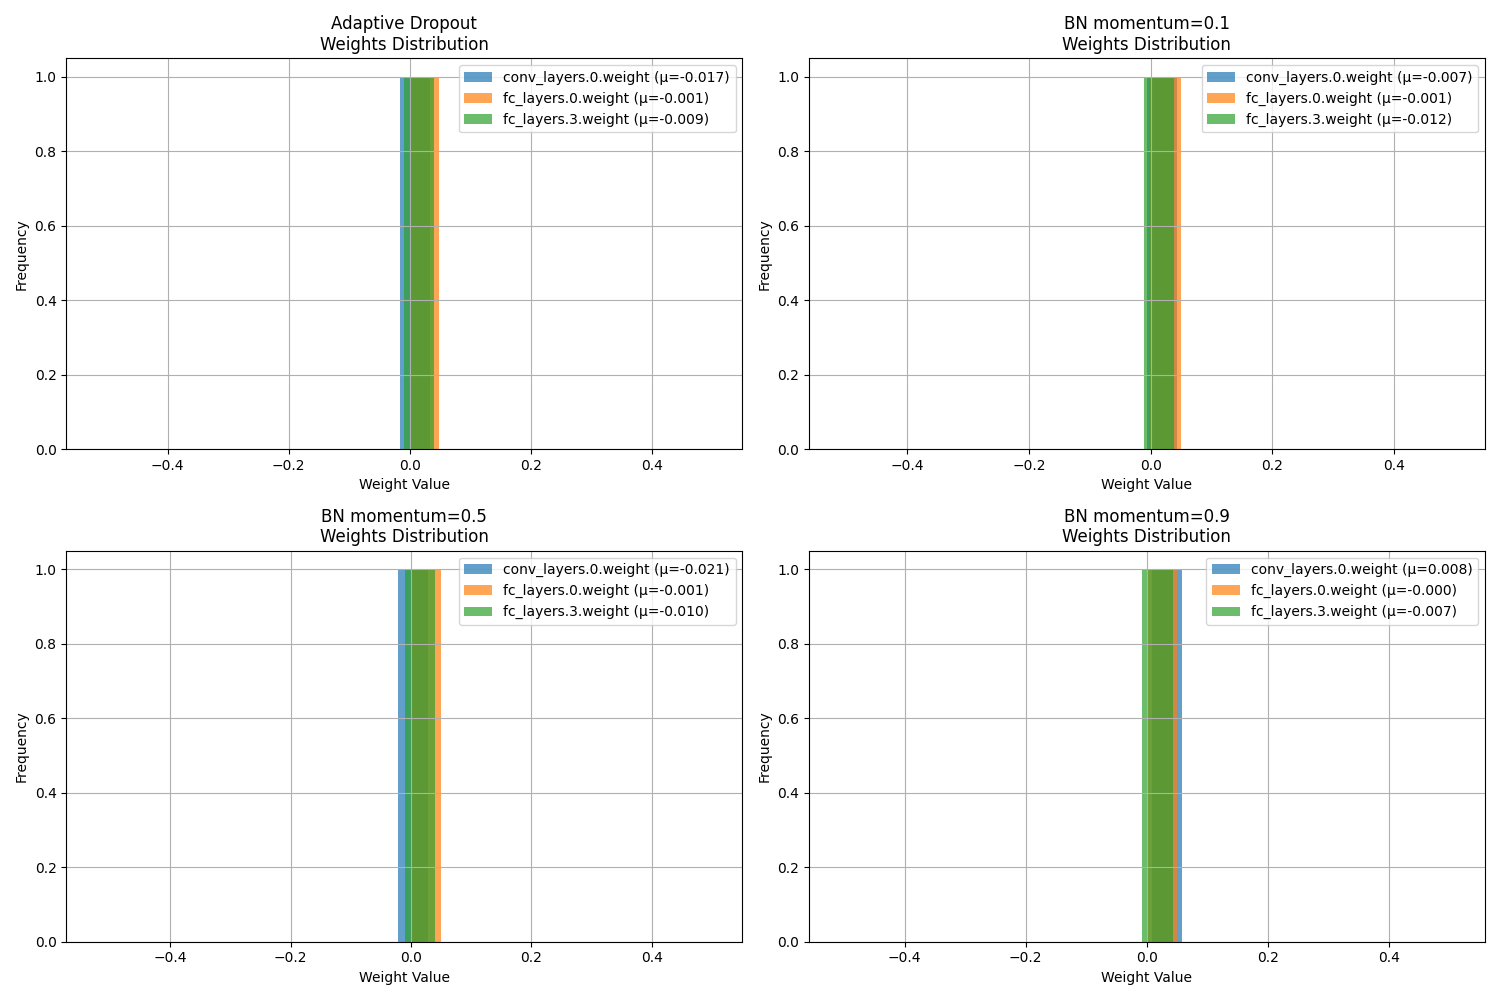 Adaptive Dropout
Weights Distribution
conv_layers.0.weight (μ=-0.017)
fc_layers.0.weight (μ=-0.001)
fc_layers.3.weight (μ=-0.009)
1.0
0.8
0.6
0.4
0.2
0.0
Frequency
−0.4
−0.2
0.0
0.2
0.4
Weight Value
BN momentum=0.1
Weights Distribution
conv_layers.0.weight (μ=-0.007)
fc_layers.0.weight (μ=-0.001)
fc_layers.3.weight (μ=-0.012)
1.0
0.8
0.6
0.4
0.2
0.0
Frequency
−0.4
−0.2
0.0
0.2
0.4
Weight Value
BN momentum=0.5
Weights Distribution
conv_layers.0.weight (μ=-0.021)
fc_layers.0.weight (μ=-0.001)
fc_layers.3.weight (μ=-0.010)
1.0
0.8
0.6
0.4
0.2
0.0
Frequency
−0.4
−0.2
0.0
0.2
0.4
Weight Value
BN momentum=0.9
Weights Distribution
conv_layers.0.weight (μ=0.008)
fc_layers.0.weight (μ=-0.000)
fc_layers.3.weight (μ=-0.007)
1.0
0.8
0.6
0.4
0.2
0.0
Frequency
−0.4
−0.2
0.0
0.2
0.4
Weight Value